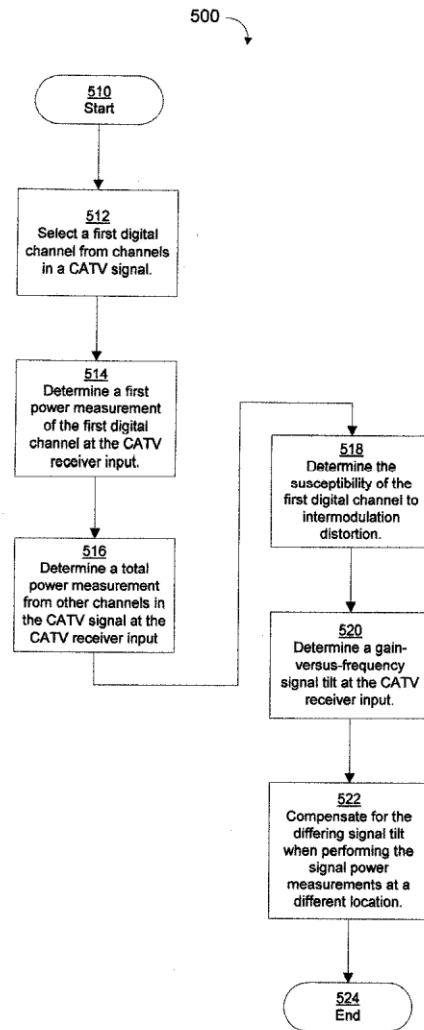 500
510
Start
512
Select a first digital
channel from channels
in a CATV signal.
514
Determine a first
power measurement
of the first digital
channel at the CATV
receiver input.
516
Determine a total
power measurement
from other channels in
the CATV signal at the
CATV receiver input
518
Determine the
susceptibility of the
first digital channel to
intermodulation
distortion.
520
Determine a gain-
versus-frequency
signal tilt at the CATV
receiver input.
522
Compensate for the
differing signal tilt
when performing the
signal power
measurements at a
different location.
524
End